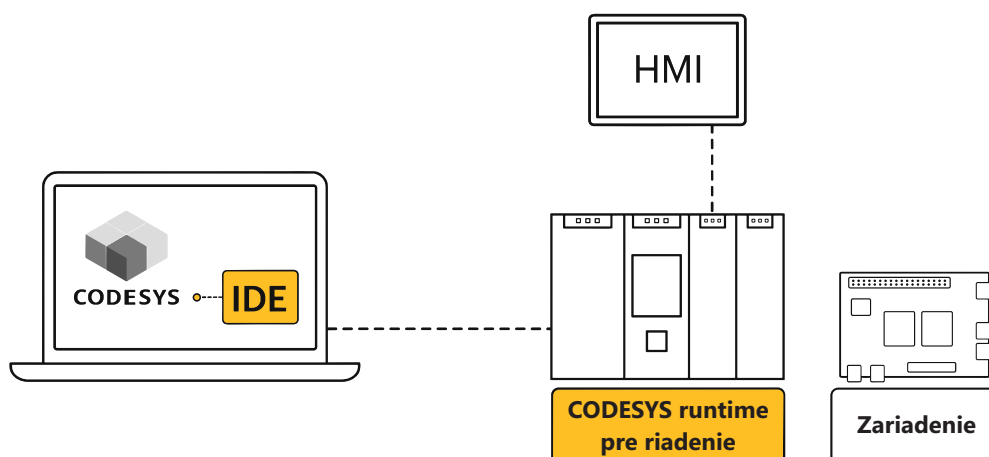 HMI
CODESYS
IDE
CODESYS runtime
pre riadenie
Zariadenie